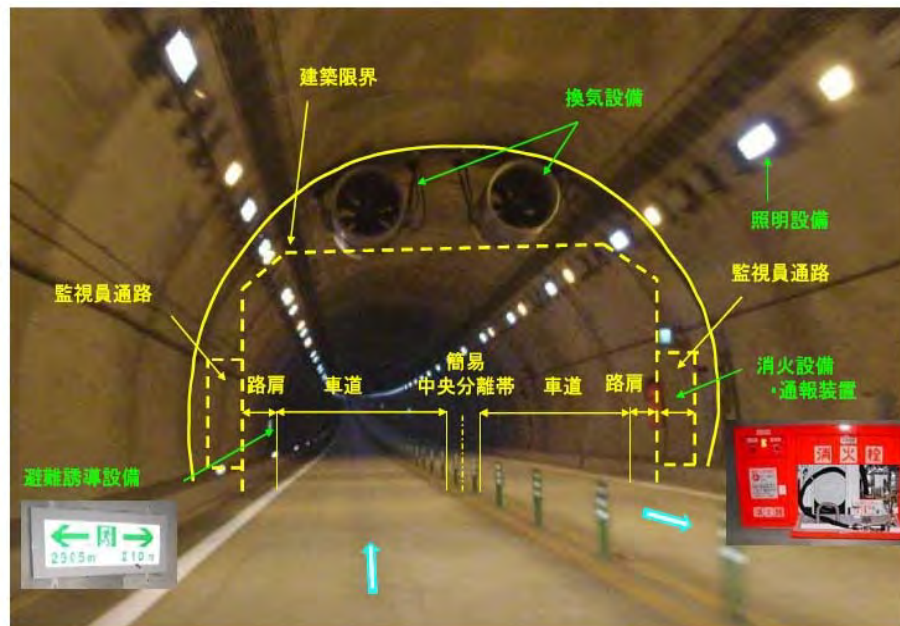 建築限界
換気設備
照明設備
監視員通路
監視員通路
簡易
中央分離帯
路肩
車道
車道
路肩
消火設備
・通報装置
避難誘導設備
消火栓